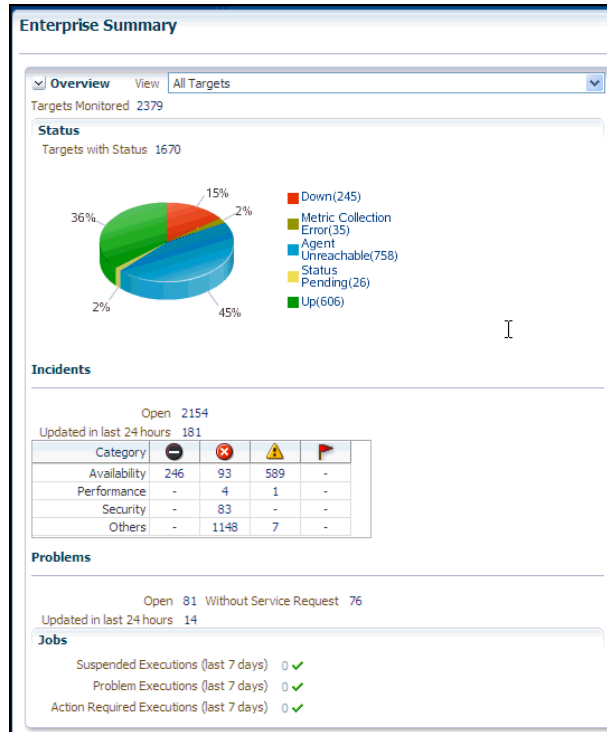 Enterprise Summary
Overview View All Targets
Targets Monitored 2379
Status
Targets with Status 1670
15%
2%
36%
2%
45%
Down(245)
Metric Collection
Error(35)
Agent
Unreachable(758)
Status
Pending(26)
Up(606)
Incidents
Open 2154
Updated in last 24 hours 181
Category
Availability 246 93 589 -
Performance - 4 1 -
Security - 83 - -
Others - 1148 7 -
Problems
Open 81 Without Service Request 76
Updated in last 24 hours 14
Jobs
Suspended Executions (last 7 days) 0
Problem Executions (last 7 days) 0
Action Required Executions (last 7 days) 0